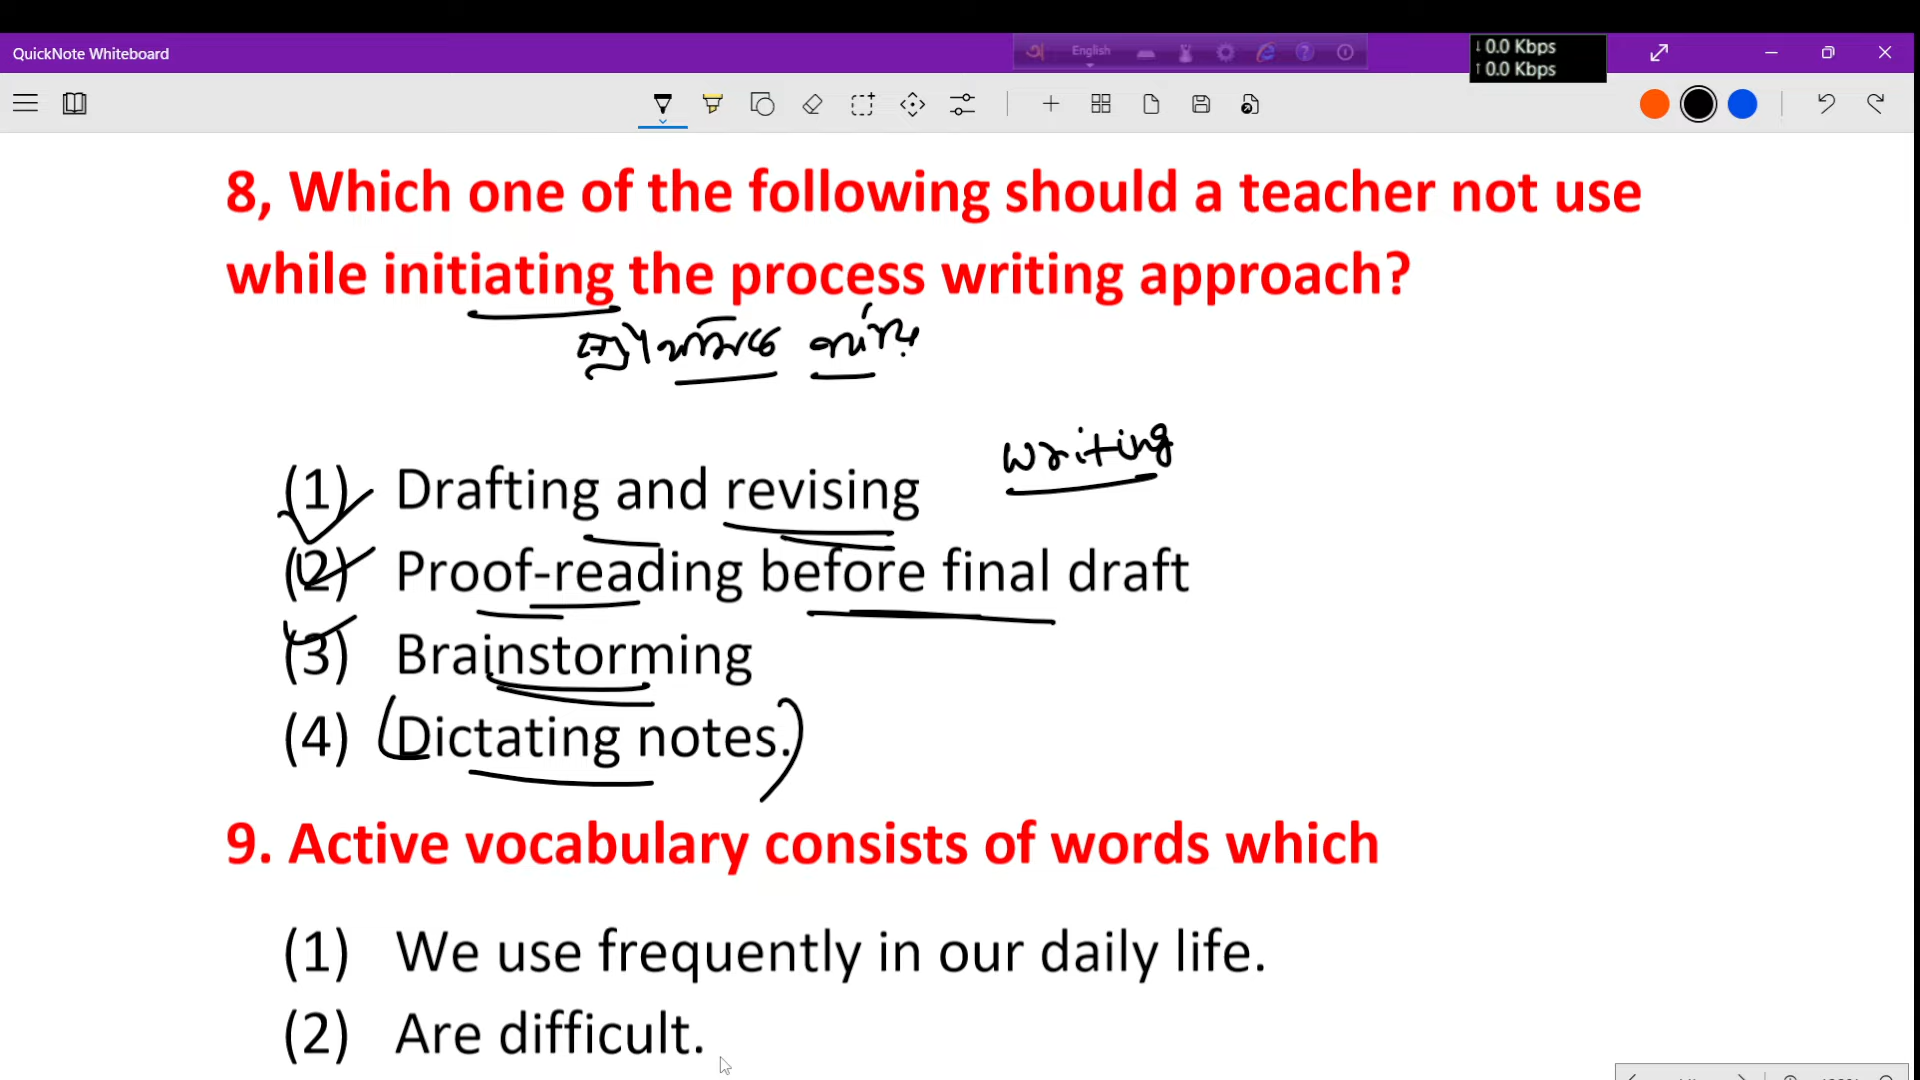 QuickNote Whiteboard
English
↓ 0.0 Kbps
↑ 0.0 Kbps
8, Which one of the following should a teacher not use
while initiating the process writing approach?
writing
(1) Drafting and revising
(2) Proof-reading before final draft
(3) Brainstorming
(4) Dictating notes.
9. Active vocabulary consists of words which
(1) We use frequently in our daily life.
(2) Are difficult.